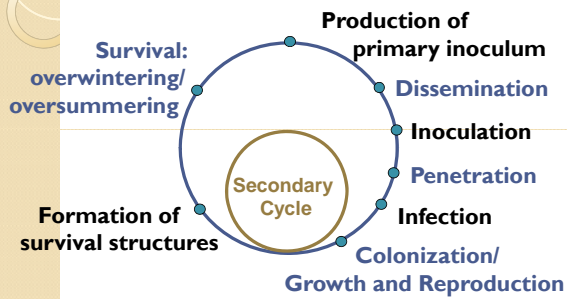 Production of
primary inoculum
Survival:
overwintering/
oversummering
Dissemination
Inoculation
Penetration
Secondary
Cycle
Infection
Formation of
survival structures
Colonization/
Growth and Reproduction